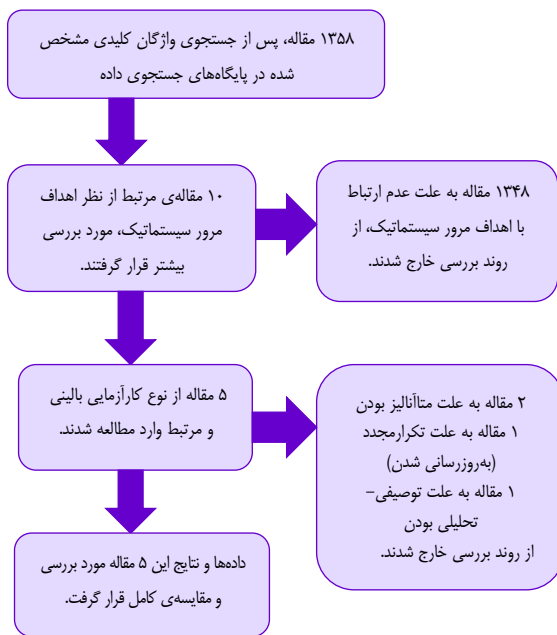 ۱۳۵۸ مقاله، پس از جستجوی واژگان کلیدی مشخص
شده در پایگاه‌های جستجوی داده
۱۰ مقاله‌ی مرتبط از نظر اهداف
مرور سیستماتیک، مورد بررسی
بیشتر قرار گرفتند.
۱۳۴۸ مقاله به علت عدم ارتباط
با اهداف مرور سیستماتیک، از
روند بررسی خارج شدند.
۵ مقاله از نوع کارآزمایی بالینی
و مرتبط وارد مطالعه شدند.
۲ مقاله به علت متاآنالیز بودن
۱ مقاله به علت تکرارمجدد
(به‌روزرسانی شدن)
۱ مقاله به علت توصیفی-
تحلیلی بودن
از روند بررسی خارج شدند.
داده‌ها و نتایج این ۵ مقاله مورد بررسی
و مقایسه‌ی کامل قرار گرفت.